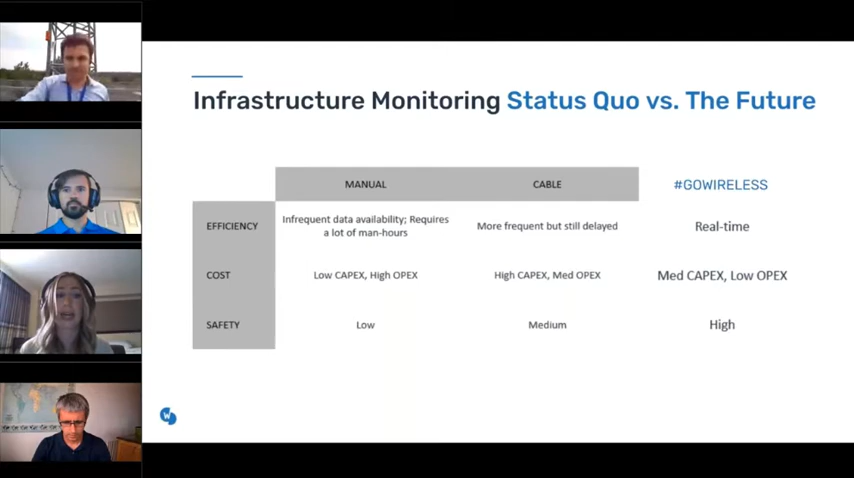 Infrastructure Monitoring Status Quo vs. The Future
MANUAL CABLE #GOWIRELESS
EFFICIENCY Infrequent data availability; Requires a lot of man-hours More frequent but still delayed Real-time
COST Low CAPEX, High OPEX High CAPEX, Med OPEX Med CAPEX, Low OPEX
SAFETY Low Medium High
W